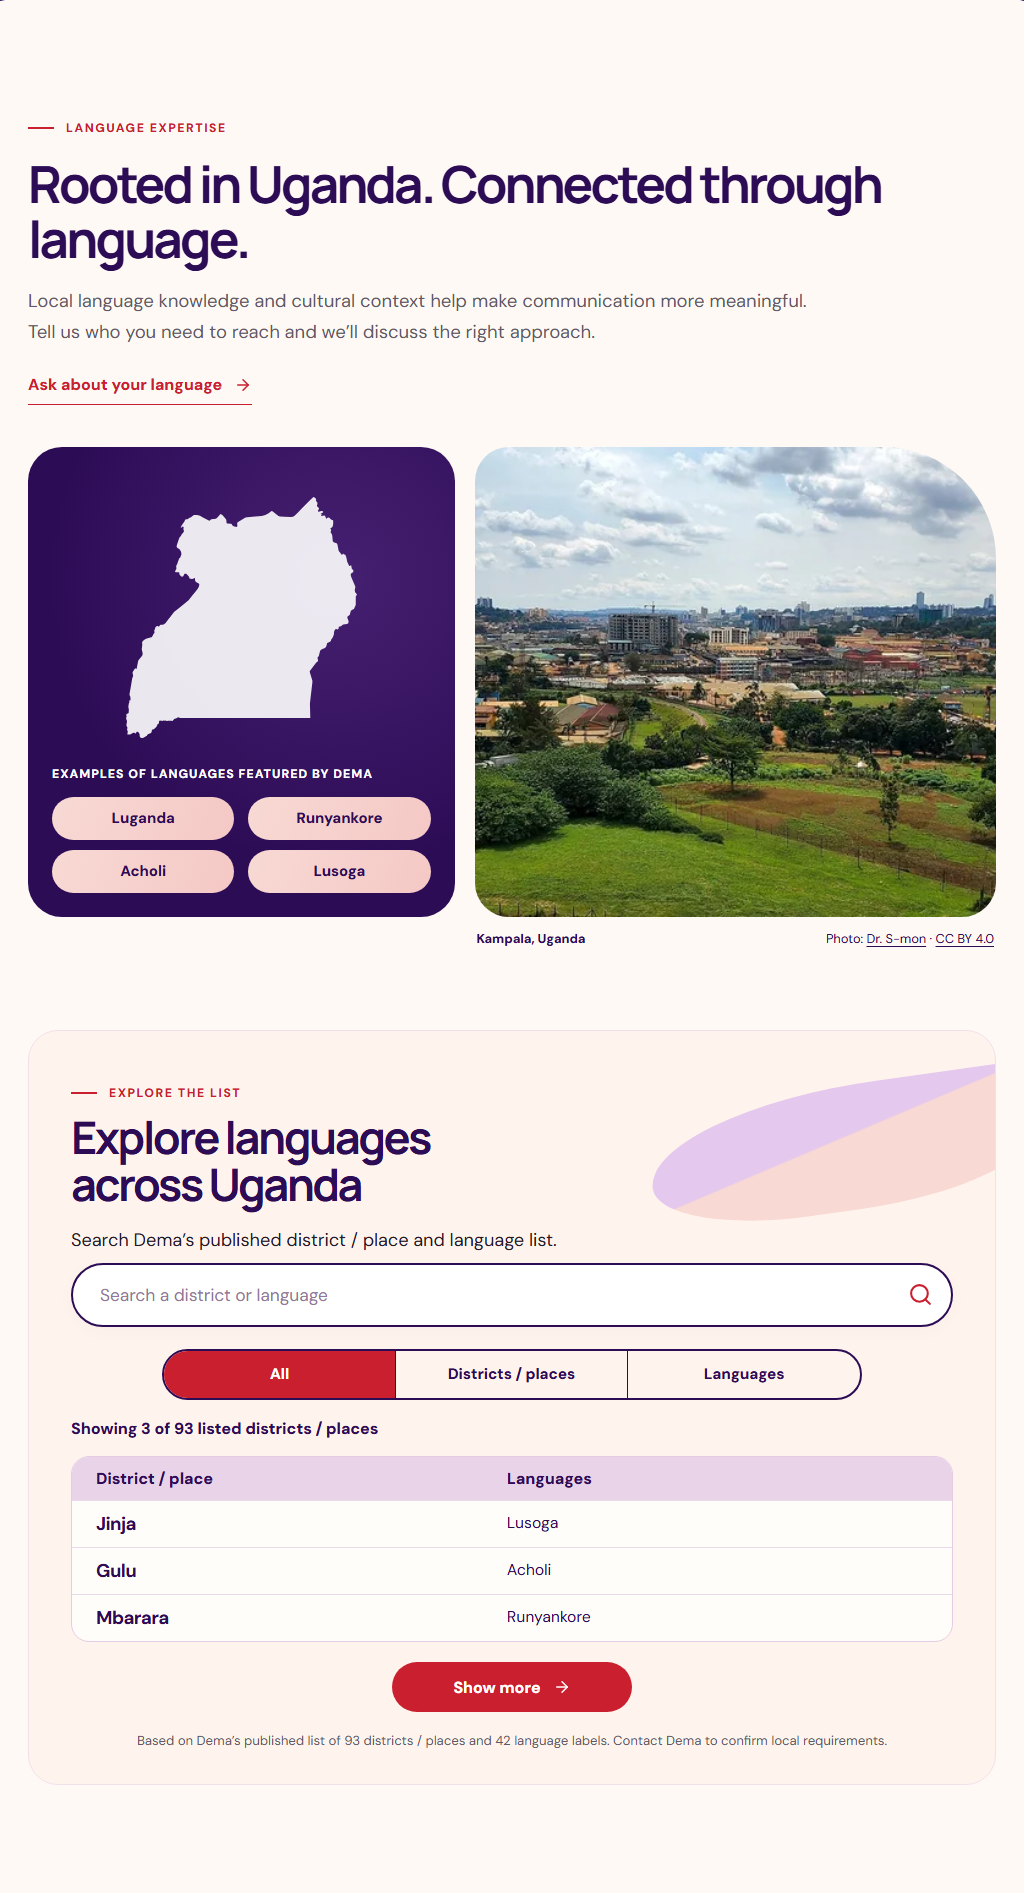 LANGUAGE EXPERTISE
Rooted in Uganda. Connected through
language.
Local language knowledge and cultural context help make communication more meaningful.
Tell us who you need to reach and we’ll discuss the right approach.
Ask about your language
EXAMPLES OF LANGUAGES FEATURED BY DEMA
Luganda
Runyankore
Acholi
Lusoga
Kampala, Uganda
Photo: Dr. S-mon · CC BY 4.0
EXPLORE THE LIST
Explore languages
across Uganda
Search Dema’s published district / place and language list.
Search a district or language
All
Districts / places
Languages
Showing 3 of 93 listed districts / places
District / place
Languages
Jinja
Lusoga
Gulu
Acholi
Mbarara
Runyankore
Show more
Based on Dema’s published list of 93 districts / places and 42 language labels. Contact Dema to confirm local requirements.